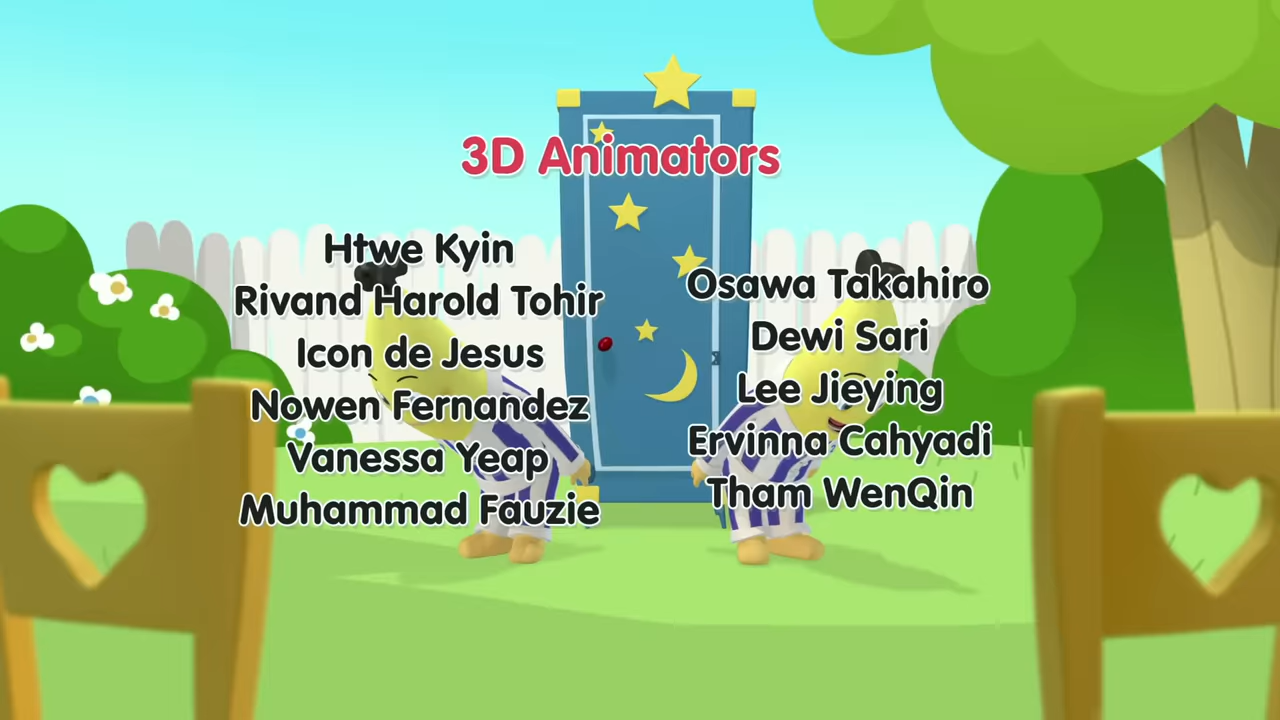 3D Animators
Htwe Kyin
Rivand Harold Tohir
Icon de Jesus
Nowen Fernandez
Vanessa Yeap
Muhammad Fauzie
Osawa Takahiro
Dewi Sari
Lee Jieying
Ervinna Cahyadi
Tham WenQin